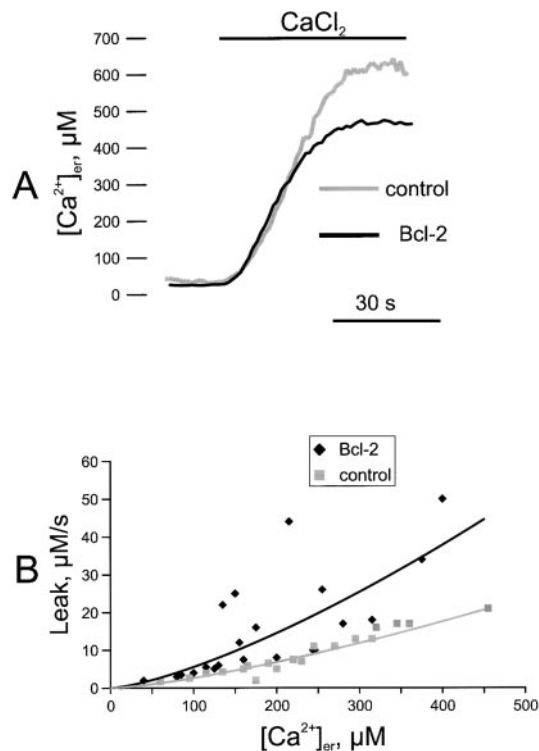 CaCl₂
700
600
500
400
300
200
100
0
[Ca²⁺]er, µM
A
control
Bcl-2
30 s
Bcl-2
control
60
50
40
30
20
10
0
Leak, µM/s
B
0 100 200 300 400 500
[Ca²⁺]er, µM